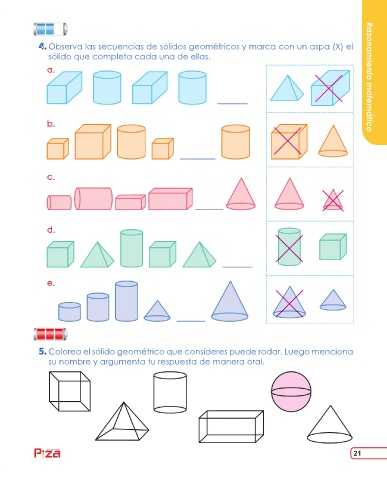 4. Observa las secuencias de sólidos geométricos y marca con un aspa (X) el
sólido que completa cada una de ellas.
a.
b.
c.
d.
e.
5. Colorea el sólido geométrico que consideres puede rodar. Luego menciona
su nombre y argumenta tu respuesta de manera oral.
Razonamiento matemático
Pizza
21